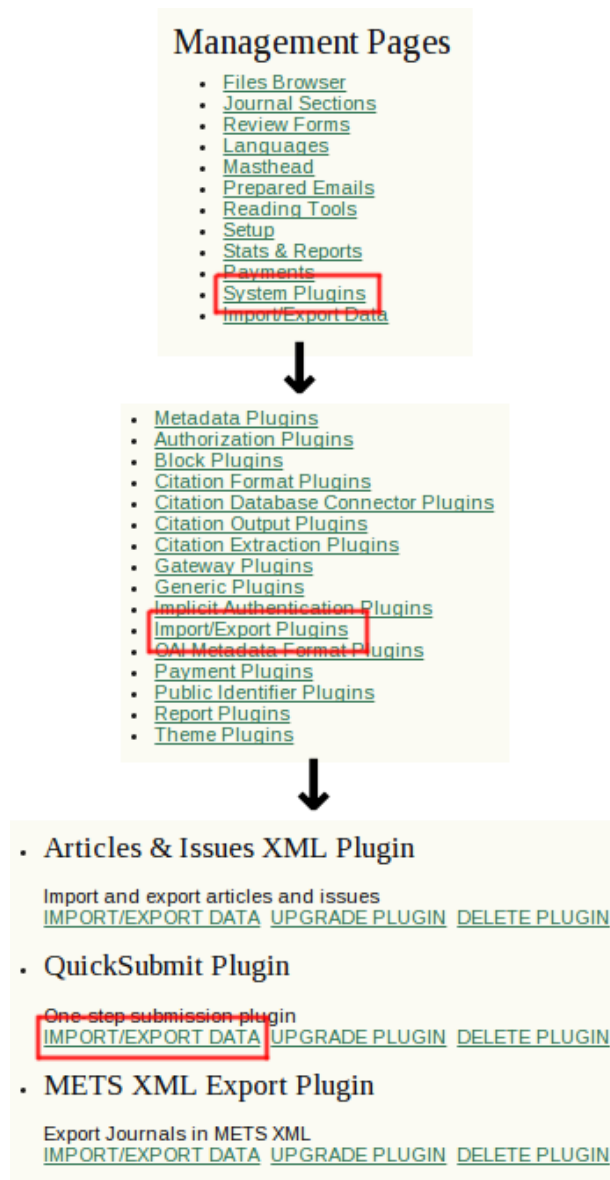 Management Pages
Files Browser
Journal Sections
Review Forms
Languages
Masthead
Prepared Emails
Reading Tools
Setup
Stats & Reports
Payments
System Plugins
Import/Export Data
Metadata Plugins
Authorization Plugins
Block Plugins
Citation Format Plugins
Citation Database Connector Plugins
Citation Output Plugins
Citation Extraction Plugins
Gateway Plugins
Generic Plugins
Implicit Authentication Plugins
Import/Export Plugins
OAI Metadata Format Plugins
Payment Plugins
Public Identifier Plugins
Report Plugins
Theme Plugins
Articles & Issues XML Plugin
Import and export articles and issues
IMPORT/EXPORT DATA UPGRADE PLUGIN DELETE PLUGIN
QuickSubmit Plugin
One-step submission plugin
IMPORT/EXPORT DATA UPGRADE PLUGIN DELETE PLUGIN
METS XML Export Plugin
Export Journals in METS XML
IMPORT/EXPORT DATA UPGRADE PLUGIN DELETE PLUGIN